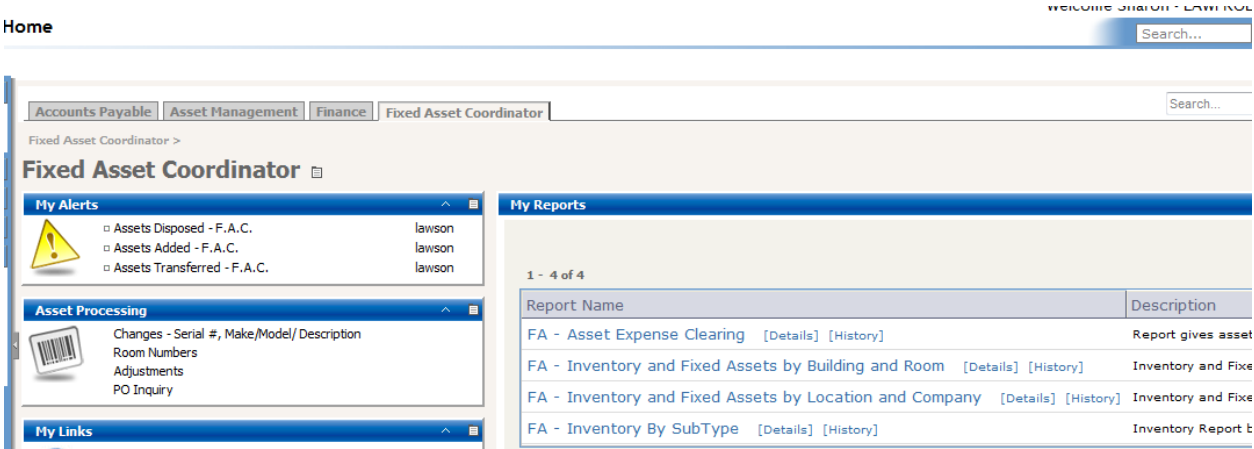 Welcome Sharon -
Home
Search...
Accounts Payable Asset Management Finance Fixed Asset Coordinator
Search...
Fixed Asset Coordinator >
Fixed Asset Coordinator
My Alerts
Assets Disposed - F.A.C. lawson
Assets Added - F.A.C. lawson
Assets Transferred - F.A.C. lawson
Asset Processing
Changes - Serial #, Make/Model/ Description
Room Numbers
Adjustments
PO Inquiry
My Links
My Reports
1 - 4 of 4
Report Name Description
FA - Asset Expense Clearing [Details] [History] Report gives asset
FA - Inventory and Fixed Assets by Building and Room [Details] [History] Inventory and Fixe
FA - Inventory and Fixed Assets by Location and Company [Details] [History] Inventory and Fixe
FA - Inventory By SubType [Details] [History] Inventory Report b